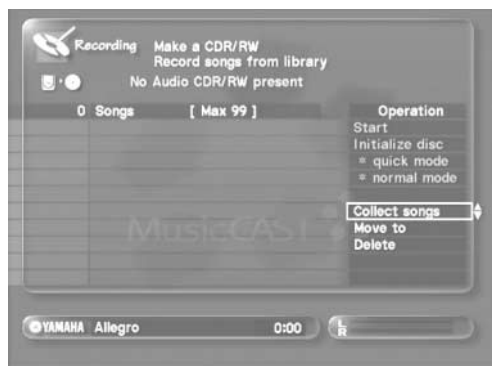 Recording
Make a CDR/RW
Record songs from library
No Audio CDR/RW present
0 Songs [ Max 99 ]
Operation
Start
Initialize disc
* quick mode
* normal mode
Collect songs
Move to
Delete
MusicCAST
YAMAHA Allegro 0:00
L
R